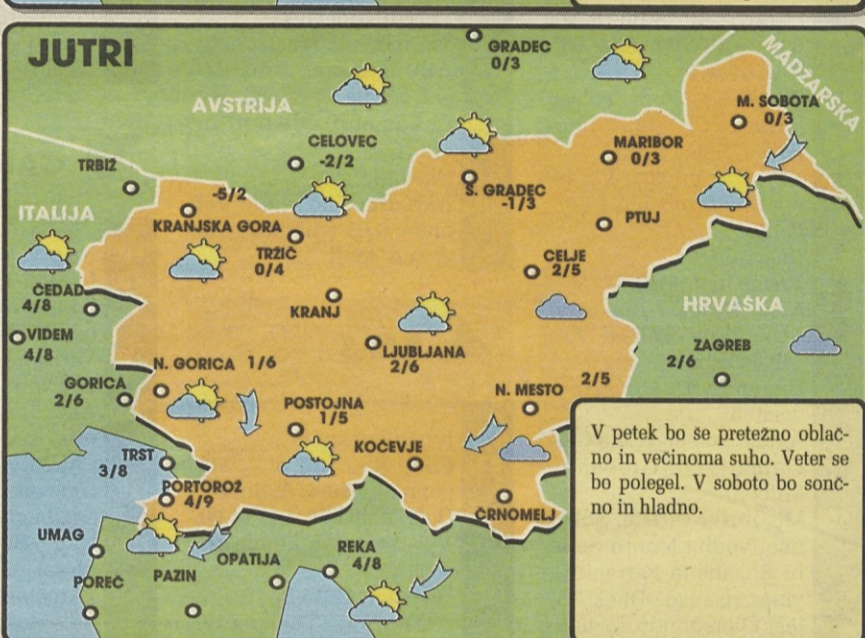 JUTRI
GRADEC
0/3
MADŽARSKA
AVSTRIJA
M. SOBOTA
0/3
CELOVEC
-2/2
MARIBOR
0/3
TRBIŽ
-5/2
KRANJSKA GORA
S. GRADEC
-1/3
ITALIJA
PTUJ
TRŽIČ
0/4
CELJE
2/5
ČEDAD
4/8
KRANJ
HRVAŠKA
VIDEM
4/8
LJUBLJANA
2/6
ZAGREB
2/6
N. GORICA 1/6
GORICA
2/6
2/5
N. MESTO
POSTOJNA
1/5
KOČEVJE
TRST
3/8
PORTOROŽ
4/9
ČRNOMELJ
UMAG
OPATIJA
REKA
4/8
POREČ
PAZIN
V petek bo še pretežno oblač-
no in večinoma suho. Veter se
bo polegel. V soboto bo sonč-
no in hladno.